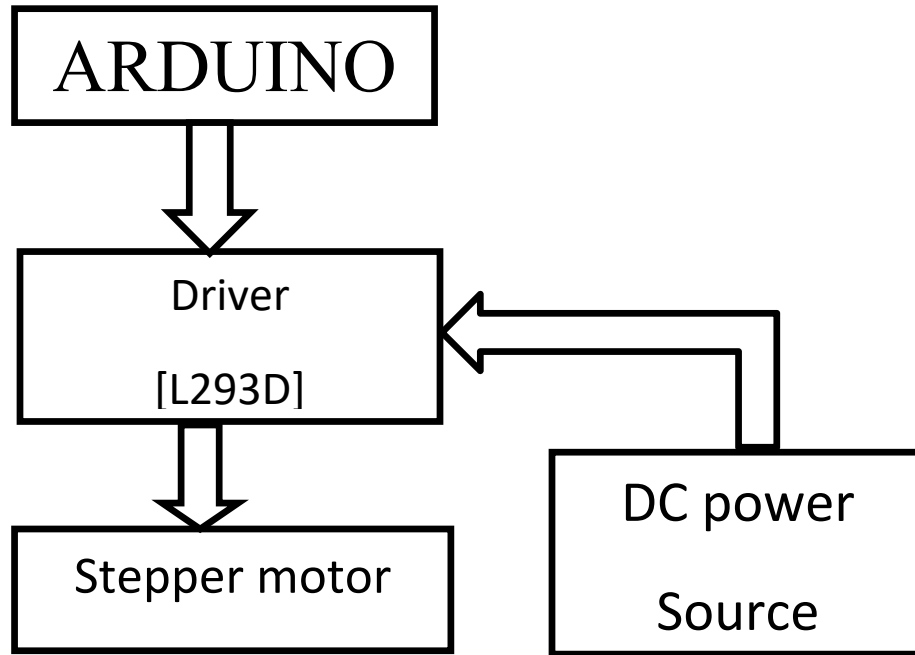 ARDUINO
Driver
[L293D]
Stepper motor
DC power
Source